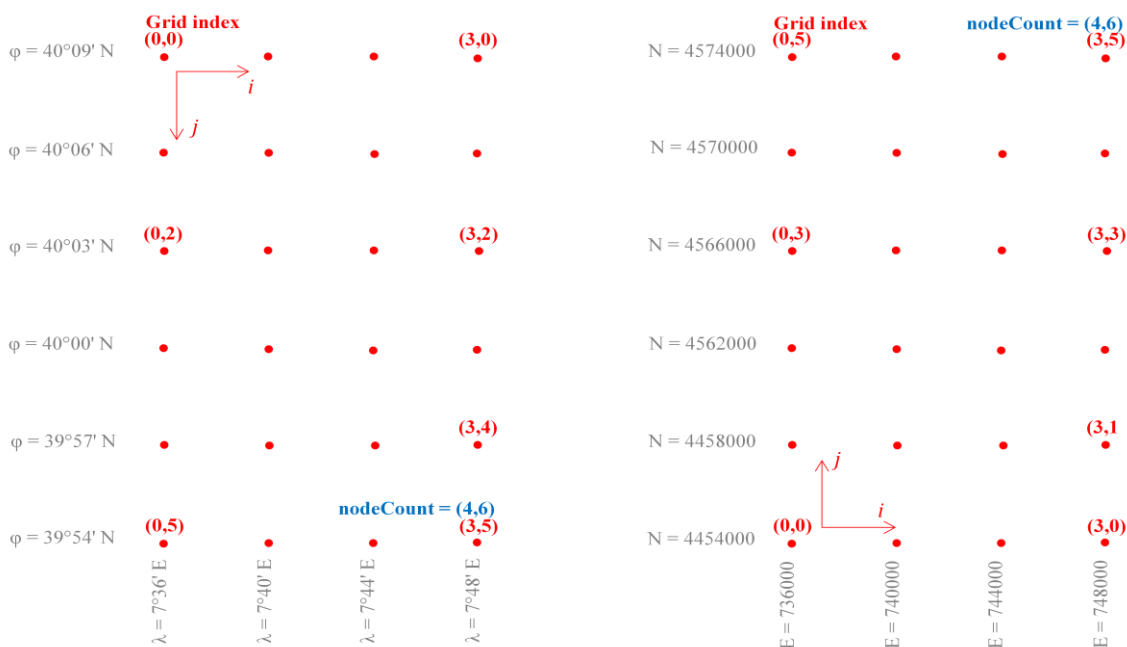 Grid index
(0,0) (3,0)
φ = 40°09' N
i
j
φ = 40°06' N
(0,2) (3,2)
φ = 40°03' N
φ = 40°00' N
(3,4)
φ = 39°57' N
nodeCount = (4,6)
(0,5) (3,5)
φ = 39°54' N
λ = 7°36' E
λ = 7°40' E
λ = 7°44' E
λ = 7°48' E
Grid index nodeCount = (4,6)
(0,5) (3,5)
N = 4574000
N = 4570000
(0,3) (3,3)
N = 4566000
N = 4562000
(3,1
N = 4458000
j
i
(0,0) (3,0)
N = 4454000
E = 736000
E = 740000
E = 744000
E = 748000